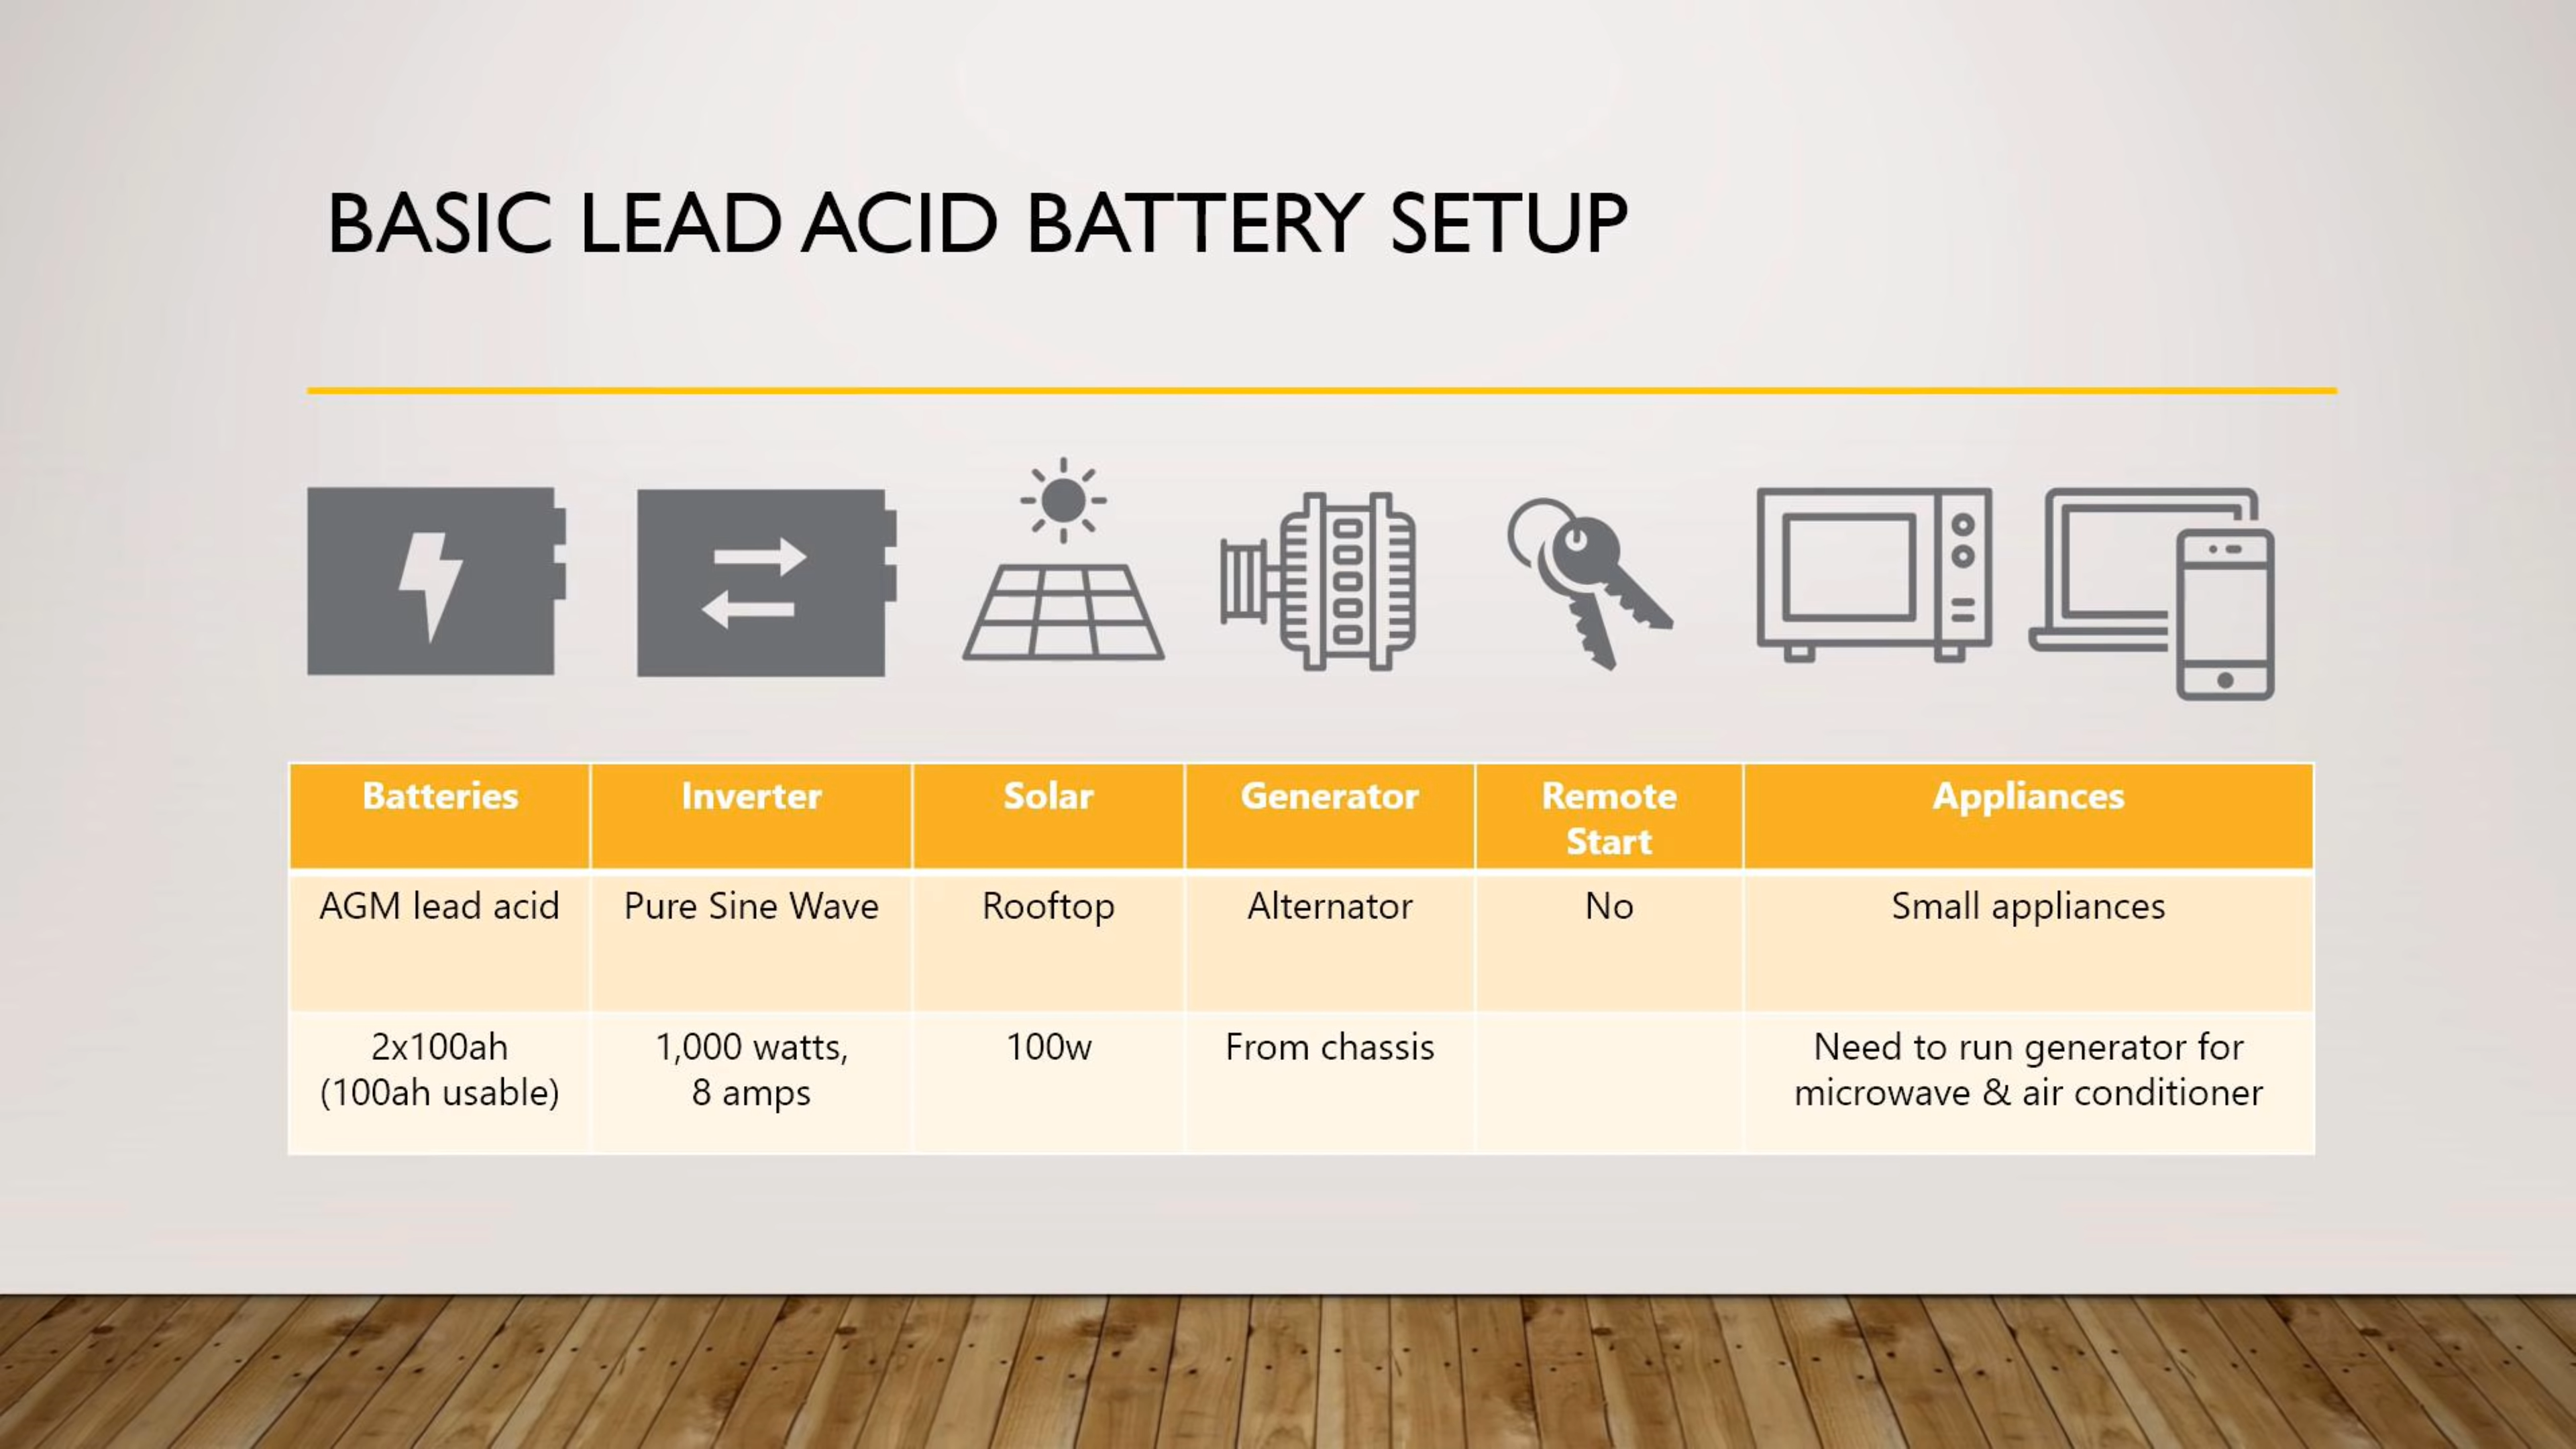 BASIC LEAD ACID BATTERY SETUP
Batteries
Inverter
Solar
Generator
Remote
Start
Appliances
AGM lead acid
Pure Sine Wave
Rooftop
Alternator
No
Small appliances
2x100ah
(100ah usable)
1,000 watts,
8 amps
100w
From chassis
Need to run generator for
microwave & air conditioner